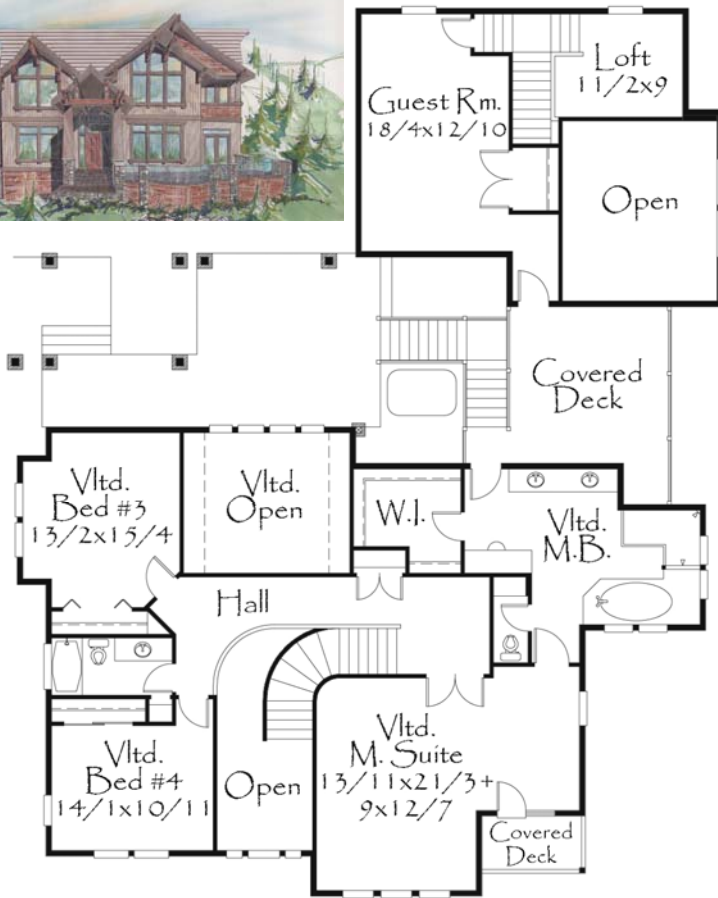 Loft
11/2x9
Guest Rm.
18/4x12/10
Open
Covered
Deck
Vltd.
Bed #3
13/2x15/4
Vltd.
Open
W.I.
Vltd.
M.B.
Hall
Vltd.
Bed #4
14/1x10/11
Open
Vltd.
M. Suite
13/11x21/3+
9x12/7
Covered
Deck